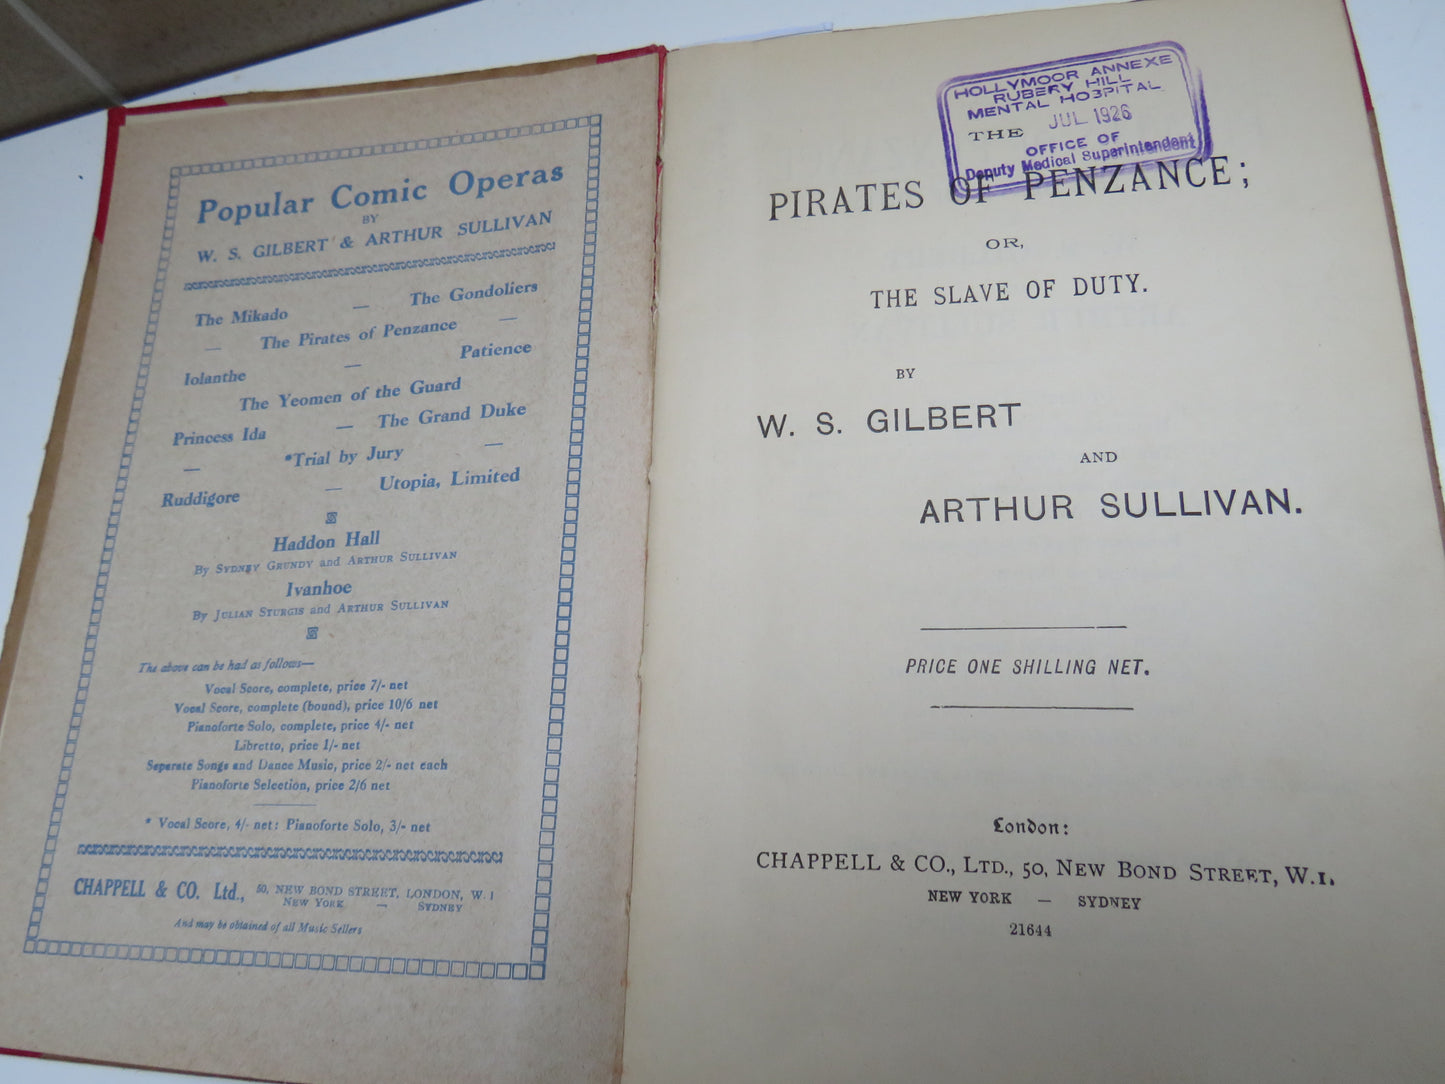 Popular Comic Operas
BY
W. S. GILBERT & ARTHUR SULLIVAN
The Mikado — The Gondoliers
— The Pirates of Penzance —
Iolanthe — Patience
The Yeomen of the Guard
Princess Ida — The Grand Duke
— *Trial by Jury —
Ruddigore — Utopia, Limited
Haddon Hall
By SYDNEY GRUNDY and ARTHUR SULLIVAN
Ivanhoe
By JULIAN STURGIS and ARTHUR SULLIVAN
The above can be had as follows—
Vocal Score, complete, price 7/- net
Vocal Score, complete (bound), price 10/6 net
Pianoforte Solo, complete, price 4/- net
Libretto, price 1/- net
Separate Songs and Dance Music, price 2/- net each
Pianoforte Selection, price 2/6 net
* Vocal Score, 4/- net: Pianoforte Solo, 3/- net
CHAPPELL & CO. Ltd., 50, NEW BOND STREET, LONDON, W. 1
NEW YORK — SYDNEY
And may be obtained of all Music Sellers
HOLLYMOOR ANNEXE
RUBERY HILL
MENTAL HOSPITAL
JUL 1926
OFFICE OF
Deputy Medical Superintendent
THE
PIRATES OF PENZANCE;
OR,
THE SLAVE OF DUTY.
BY
W. S. GILBERT
AND
ARTHUR SULLIVAN.
PRICE ONE SHILLING NET.
London:
CHAPPELL & CO., LTD., 50, NEW BOND STREET, W.1.
NEW YORK — SYDNEY
21644